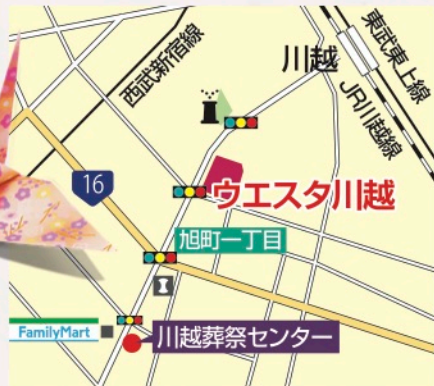 西武新宿線
川越
東武東上線
JR川越線
16
ウエスタ川越
旭町一丁目
FamilyMart
川越葬祭センター